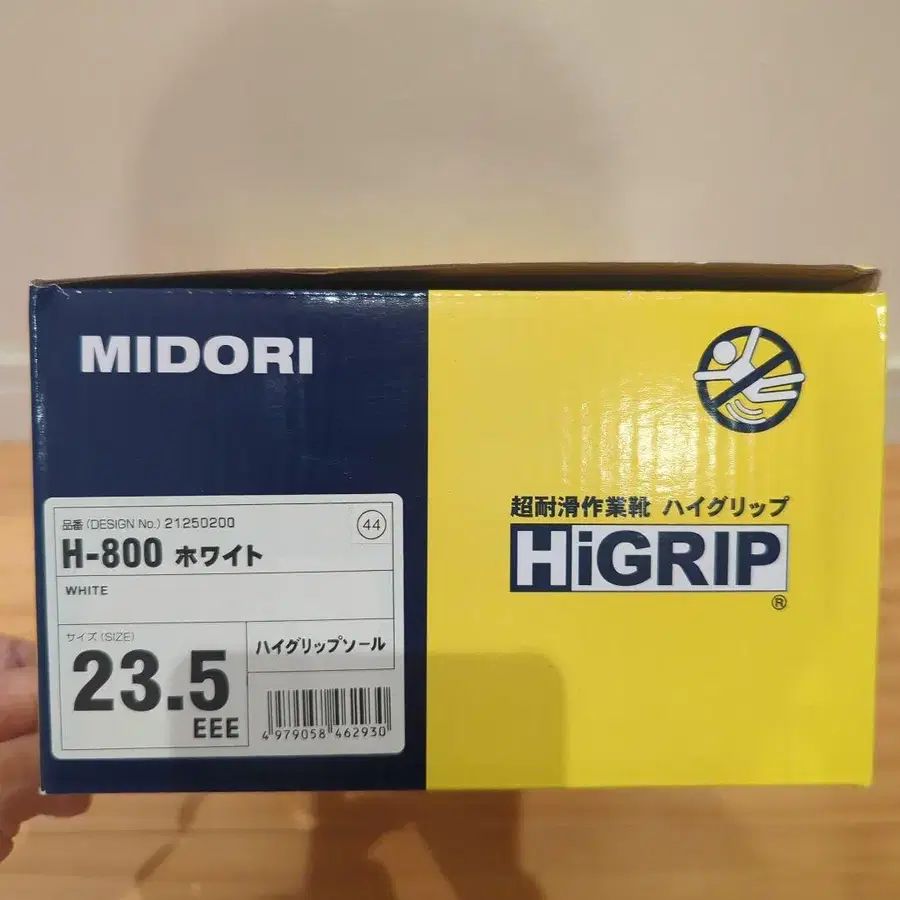 MIDORI
品番 (DESIGN No.) 21250200
44
H-800 ホワイト
WHITE
サイズ (SIZE)
23.5
EEE
ハイグリップソール
4 979058 462930
超耐滑作業靴 ハイグリップ
HiGRIP
®